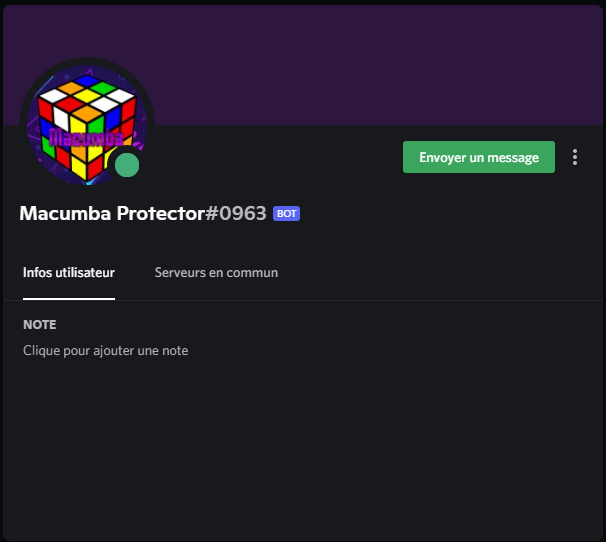 Macumba
Envoyer un message
Macumba Protector#0963 BOT
Infos utilisateur
Serveurs en commun
NOTE
Clique pour ajouter une note